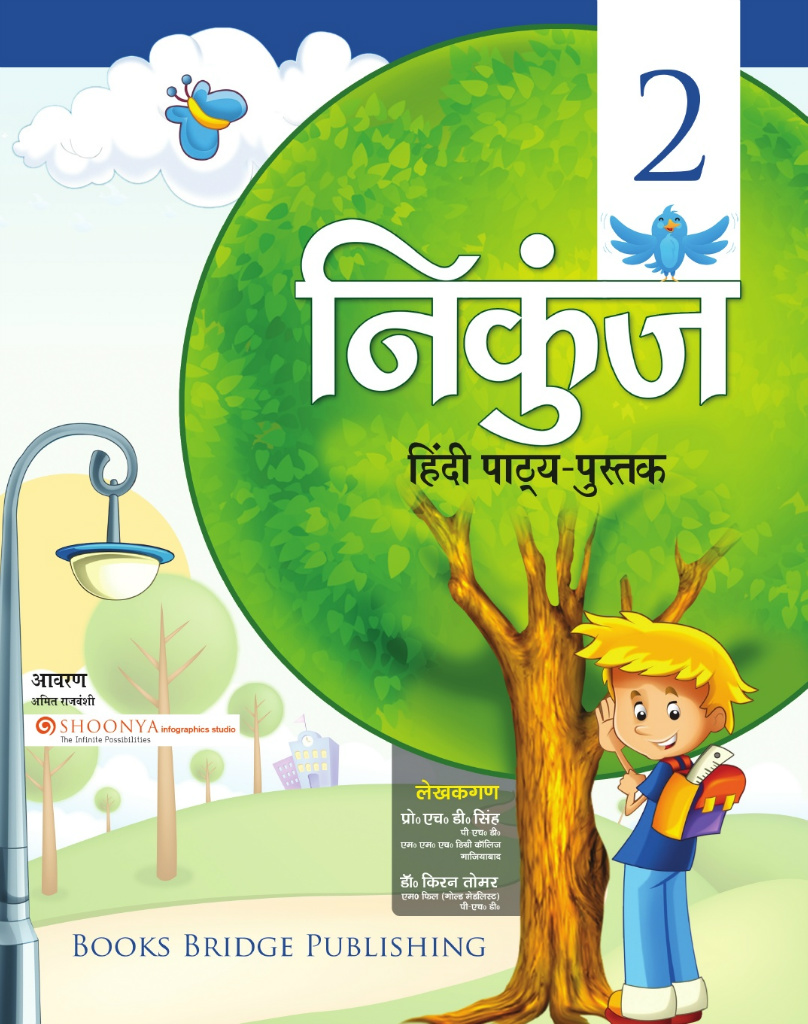 2
निकुंज
हिंदी पाठ्य-पुस्तक
आवरण
अमित राजवंशी
SHOONYA infographics studio
The Infinite Possibilities
लेखकगण
प्रो० एच० डी० सिंह
पी एच० डी०
एम० एम० एच० डिग्री कॉलिज
गाजियाबाद
डॉ० किरन तोमर
एम० फिल (गोल्ड मेडलिस्ट)
पी एच० डी०
BOOKS BRIDGE PUBLISHING